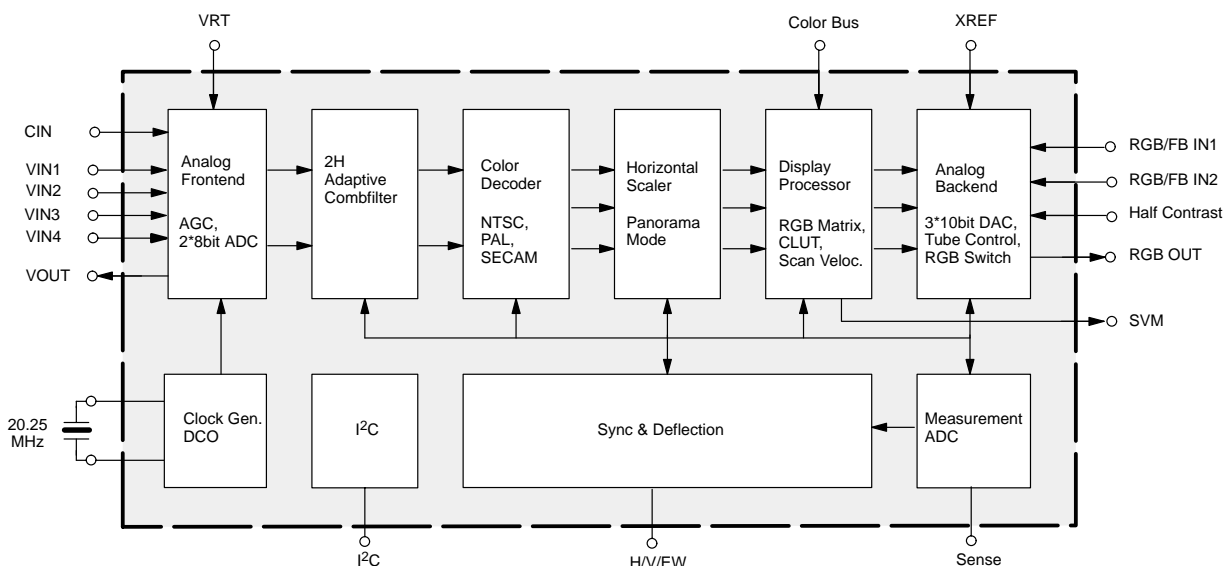 VRT
Color Bus
XREF
CIN
VIN1
VIN2
VIN3
VIN4
VOUT
Analog
Frontend
AGC,
2*8bit ADC
2H
Adaptive
Combfilter
Color
Decoder
NTSC,
PAL,
SECAM
Horizontal
Scaler
Panorama
Mode
Display
Processor
RGB Matrix,
CLUT,
Scan Veloc.
Analog
Backend
3*10bit DAC,
Tube Control,
RGB Switch
RGB/FB IN1
RGB/FB IN2
Half Contrast
RGB OUT
SVM
20.25
MHz
Clock Gen.
DCO
I²C
Sync & Deflection
Measurement
ADC
I²C
H/V/EW
Sense